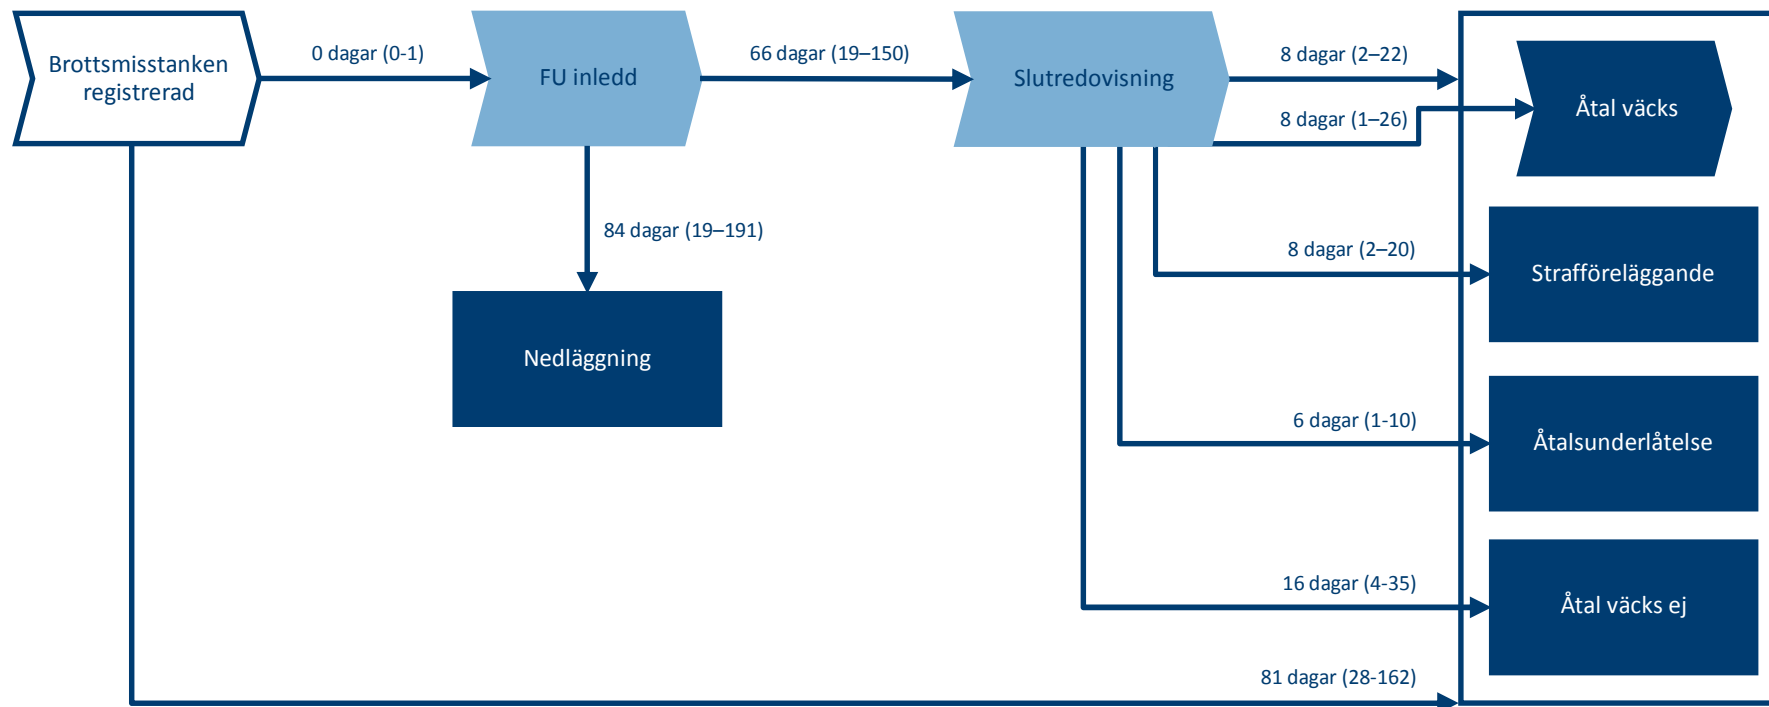 Brottsmisstanken
registrerad
0 dagar (0-1)
FU inledd
66 dagar (19–150)
Slutredovisning
8 dagar (2–22)
8 dagar (1–26)
Åtal väcks
84 dagar (19–191)
8 dagar (2–20)
Strafföreläggande
Nedläggning
6 dagar (1-10)
Åtalsunderlåtelse
16 dagar (4-35)
Åtal väcks ej
81 dagar (28-162)